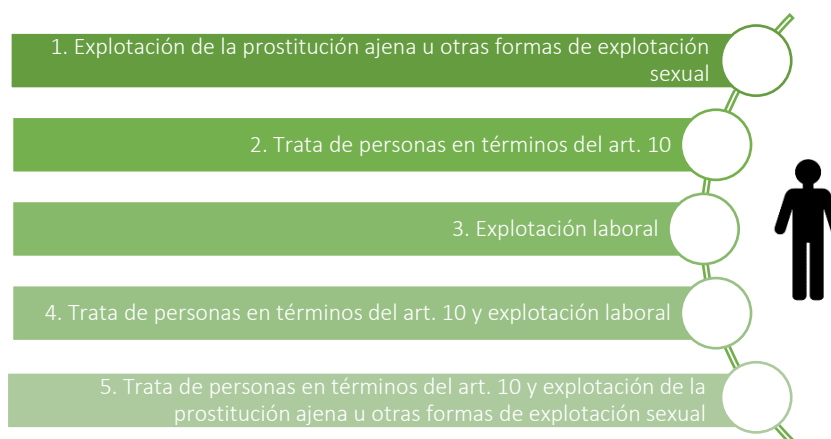 1. Explotación de la prostitución ajena u otras formas de explotación
sexual
2. Trata de personas en términos del art. 10
3. Explotación laboral
4. Trata de personas en términos del art. 10 y explotación laboral
5. Trata de personas en términos del art. 10 y explotación de la
prostitución ajena u otras formas de explotación sexual